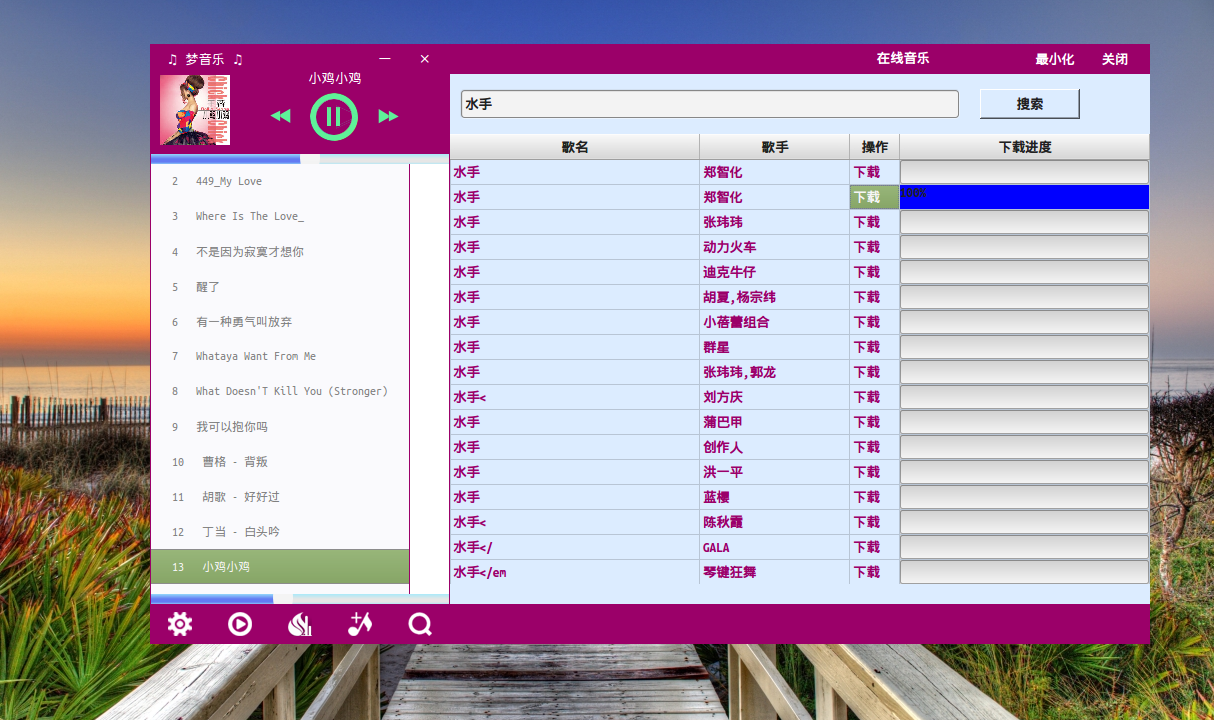 ♫ 梦音乐 ♫
小鸡小鸡
2 449_My Love
3 Where Is The Love_
4 不是因为寂寞才想你
5 醒了
6 有一种勇气叫放弃
7 Whataya Want From Me
8 What Doesn'T Kill You (Stronger)
9 我可以抱你吗
10 曹格 - 背叛
11 胡歌 - 好好过
12 丁当 - 白头吟
13 小鸡小鸡
在线音乐 最小化 关闭
水手 搜索
歌名 歌手 操作 下载进度
水手 郑智化 下载
水手 郑智化 下载
水手 张玮玮 下载
水手 动力火车 下载
水手 迪克牛仔 下载
水手 胡夏,杨宗纬 下载
水手 小蓓蕾组合 下载
水手 群星 下载
水手 张玮玮,郭龙 下载
水手< 刘方庆 下载
水手 蒲巴甲 下载
水手 创作人 下载
水手 洪一平 下载
水手 蓝樱 下载
水手< 陈秋霞 下载
水手</ GALA 下载
水手</em 琴键狂舞 下载